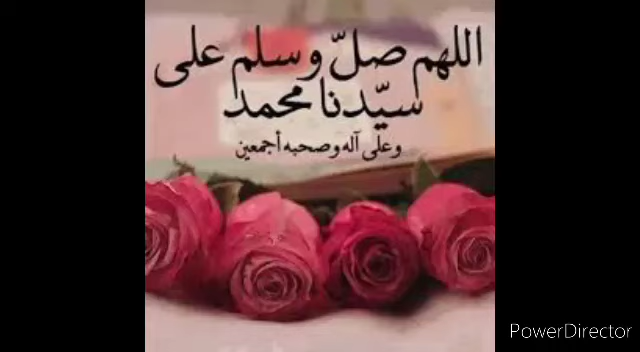 اللهم صلّ وسلم على
سيّدنا محمد
وعلى آله وصحبه أجمعين
PowerDirector